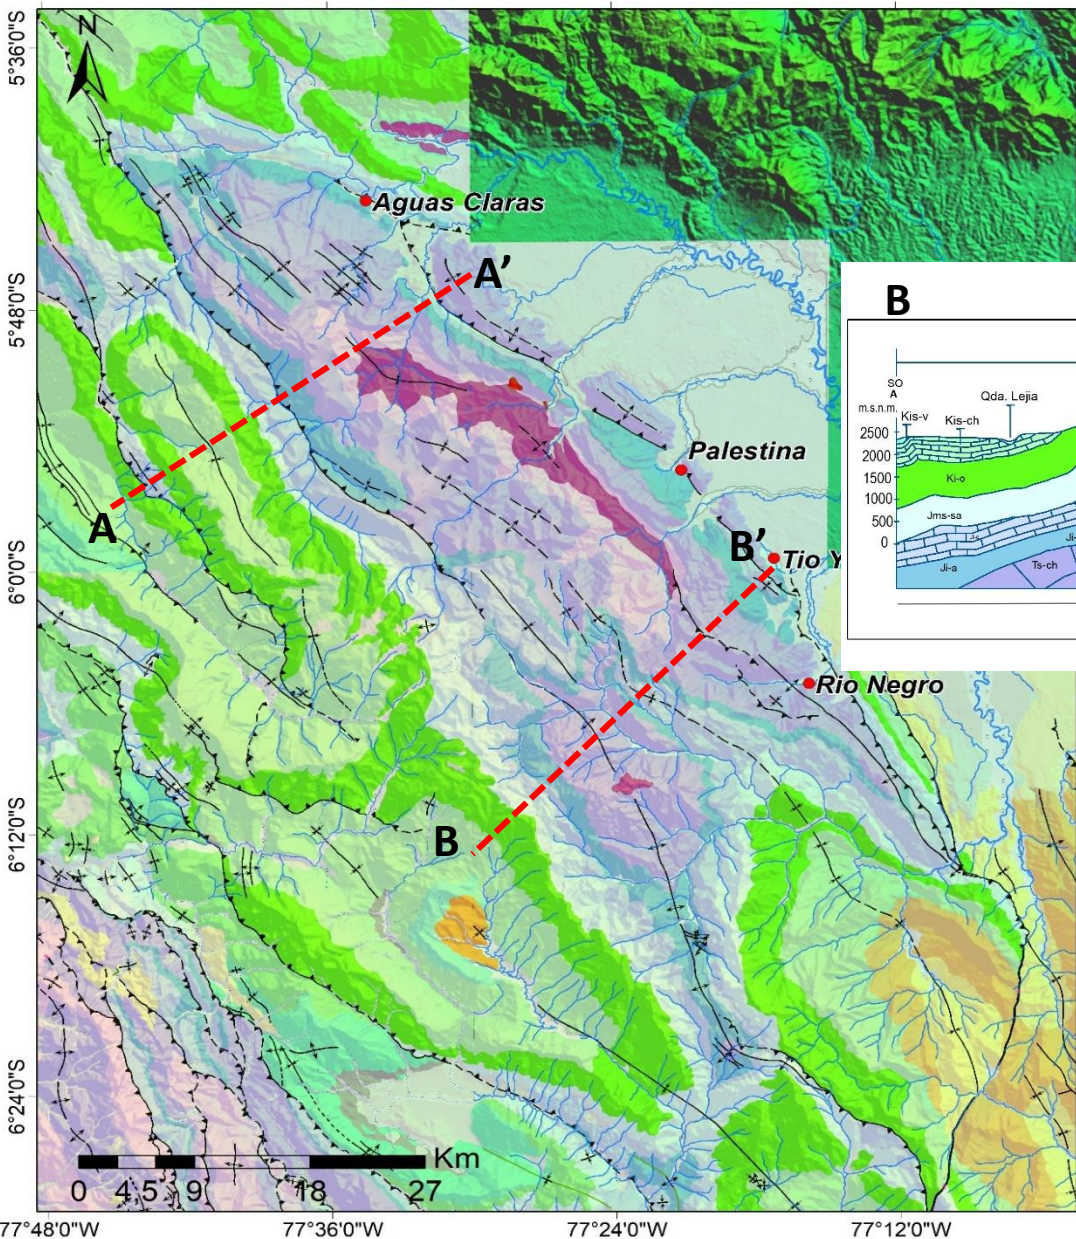 N
5°36'0"S
5°48'0"S
6°0'0"S
6°12'0"S
6°24'0"S
Aguas Claras
A'
A
Palestina
B'
Tio Y
Rio Negro
B
B
SO
A
m.s.n.m.
Kis-v
Kis-ch
Qda. Lejia
2500
2000
1500
1000
500
0
Ki-o
Jms-sa
Ji-a
Ji-
Ts-ch
Km
0 4,5 9 18 27
77°48'0"W 77°36'0"W 77°24'0"W 77°12'0"W